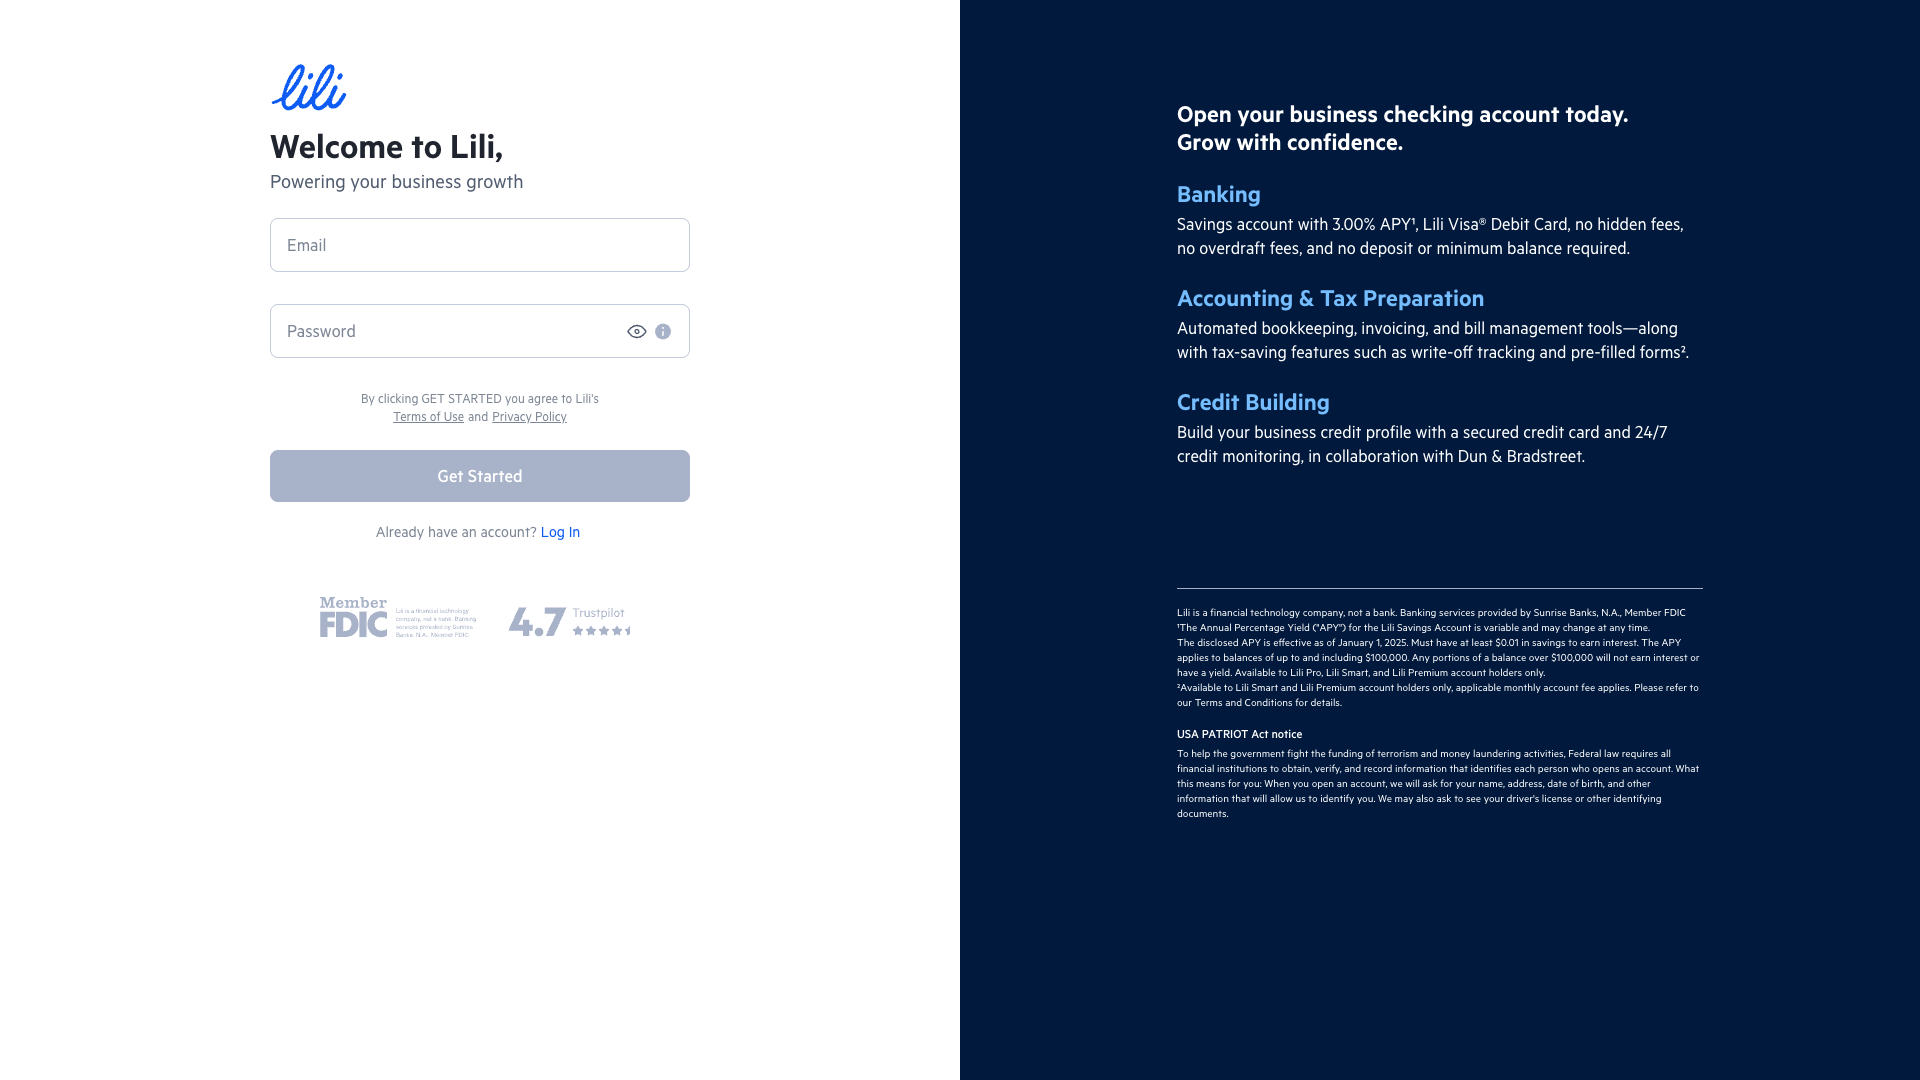 lili
Welcome to Lili,
Powering your business growth
Email
Password
By clicking GET STARTED you agree to Lili's
Terms of Use and Privacy Policy
Get Started
Already have an account? Log In
Member
FDIC
Lili is a financial technology
company, not a bank. Banking
services provided by Sunrise
Banks, N.A., Member FDIC
4.7
Trustpilot
Open your business checking account today.
Grow with confidence.
Banking
Savings account with 3.00% APY¹, Lili Visa® Debit Card, no hidden fees,
no overdraft fees, and no deposit or minimum balance required.
Accounting & Tax Preparation
Automated bookkeeping, invoicing, and bill management tools—along
with tax-saving features such as write-off tracking and pre-filled forms².
Credit Building
Build your business credit profile with a secured credit card and 24/7
credit monitoring, in collaboration with Dun & Bradstreet.
Lili is a financial technology company, not a bank. Banking services provided by Sunrise Banks, N.A., Member FDIC
¹The Annual Percentage Yield ("APY") for the Lili Savings Account is variable and may change at any time.
The disclosed APY is effective as of January 1, 2025. Must have at least $0.01 in savings to earn interest. The APY
applies to balances of up to and including $100,000. Any portions of a balance over $100,000 will not earn interest or
have a yield. Available to Lili Pro, Lili Smart, and Lili Premium account holders only.
²Available to Lili Smart and Lili Premium account holders only, applicable monthly account fee applies. Please refer to
our Terms and Conditions for details.
USA PATRIOT Act notice
To help the government fight the funding of terrorism and money laundering activities, Federal law requires all
financial institutions to obtain, verify, and record information that identifies each person who opens an account. What
this means for you: When you open an account, we will ask for your name, address, date of birth, and other
information that will allow us to identify you. We may also ask to see your driver's license or other identifying
documents.